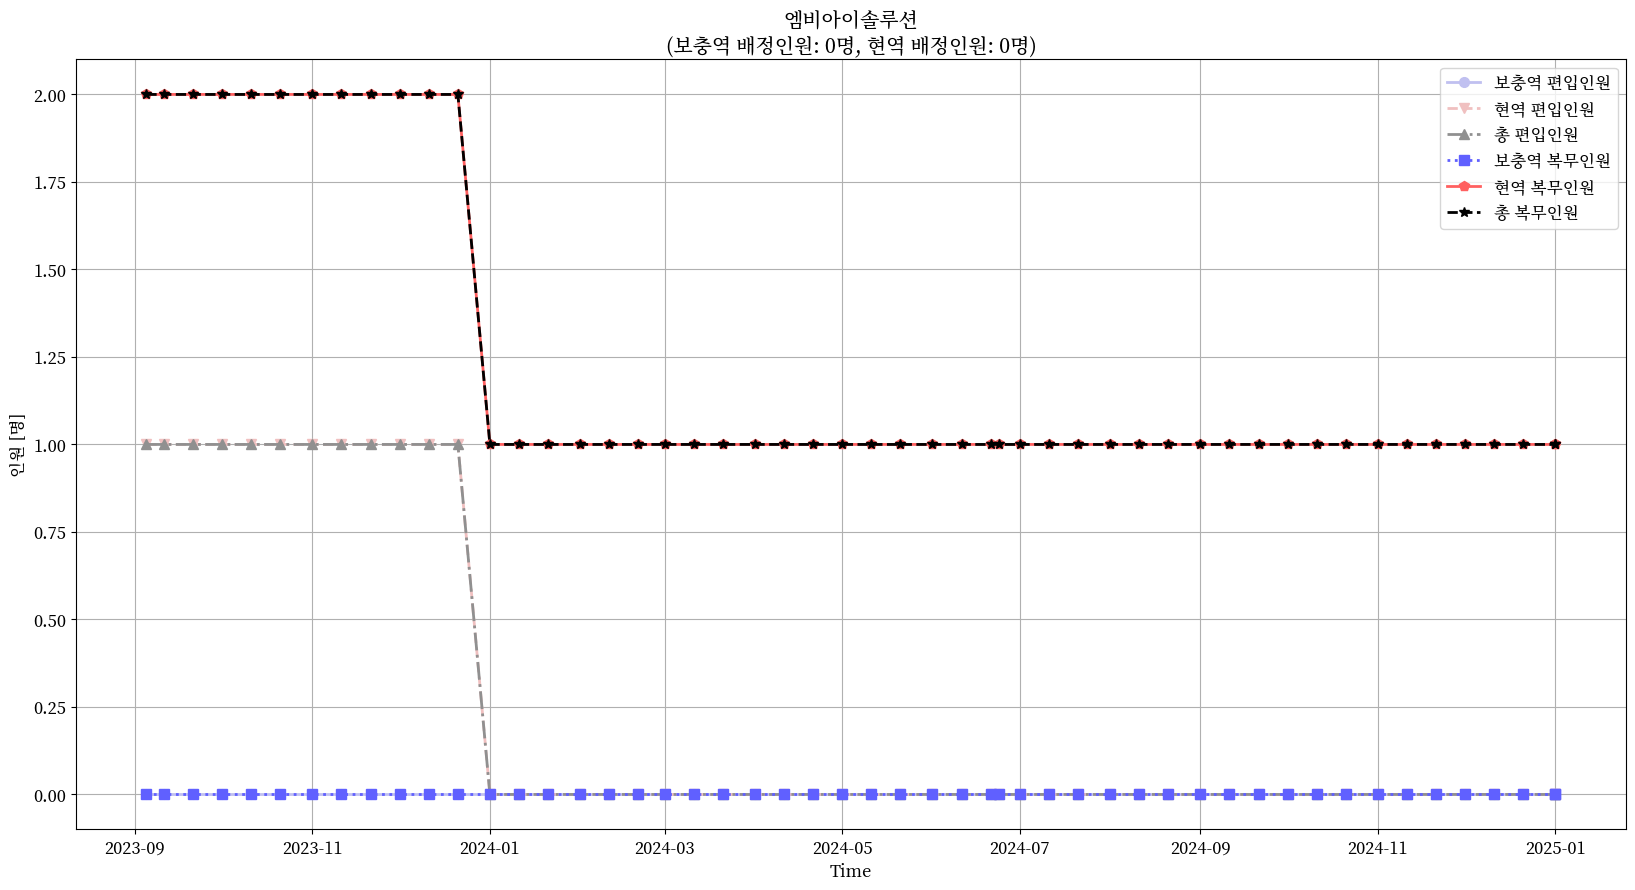 엠비아이솔루션
(보충역 배정인원: 0명, 현역 배정인원: 0명)
보충역 편입인원
현역 편입인원
총 편입인원
보충역 복무인원
현역 복무인원
총 복무인원
인원 [명]
2.00
1.75
1.50
1.25
1.00
0.75
0.50
0.25
0.00
2023-09 2023-11 2024-01 2024-03 2024-05 2024-07 2024-09 2024-11 2025-01
Time